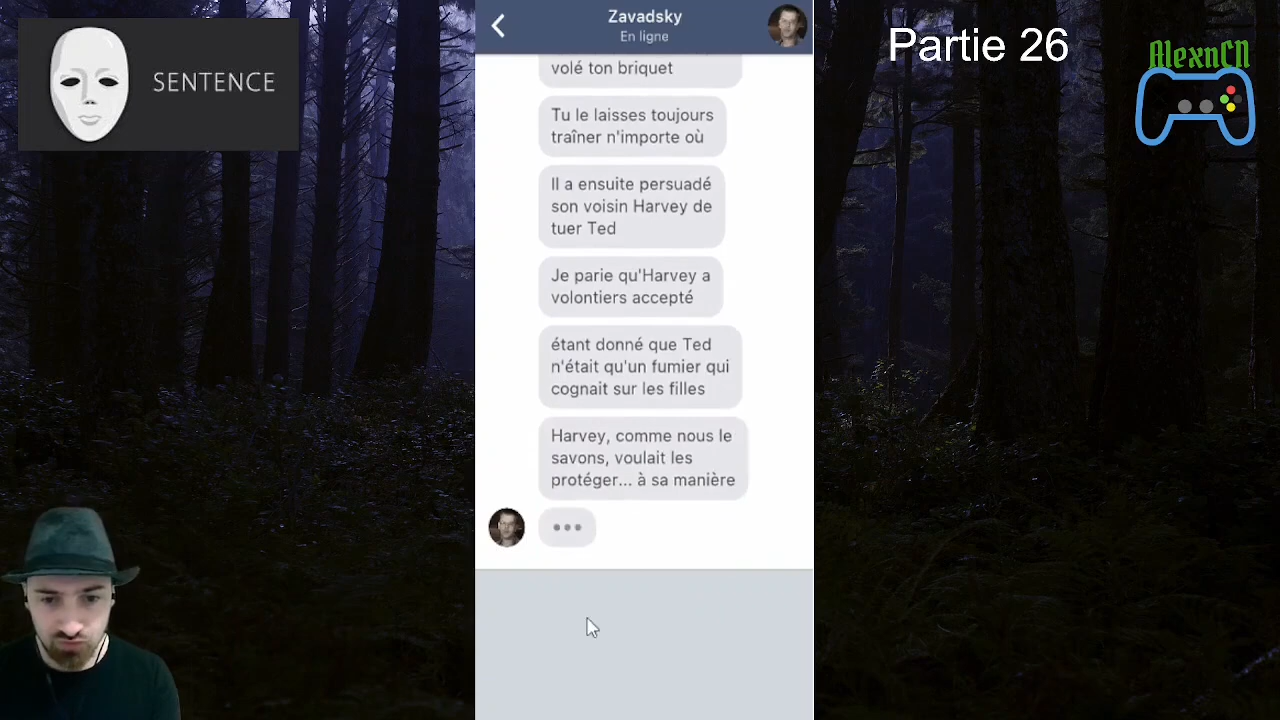 SENTENCE
Zavadsky
En ligne
Partie 26
AlexnCN
volé ton briquet
Tu le laisses toujours
traîner n'importe où
Il a ensuite persuadé
son voisin Harvey de
tuer Ted
Je parie qu'Harvey a
volontiers accepté
étant donné que Ted
n'était qu'un fumier qui
cognait sur les filles
Harvey, comme nous le
savons, voulait les
protéger... à sa manière